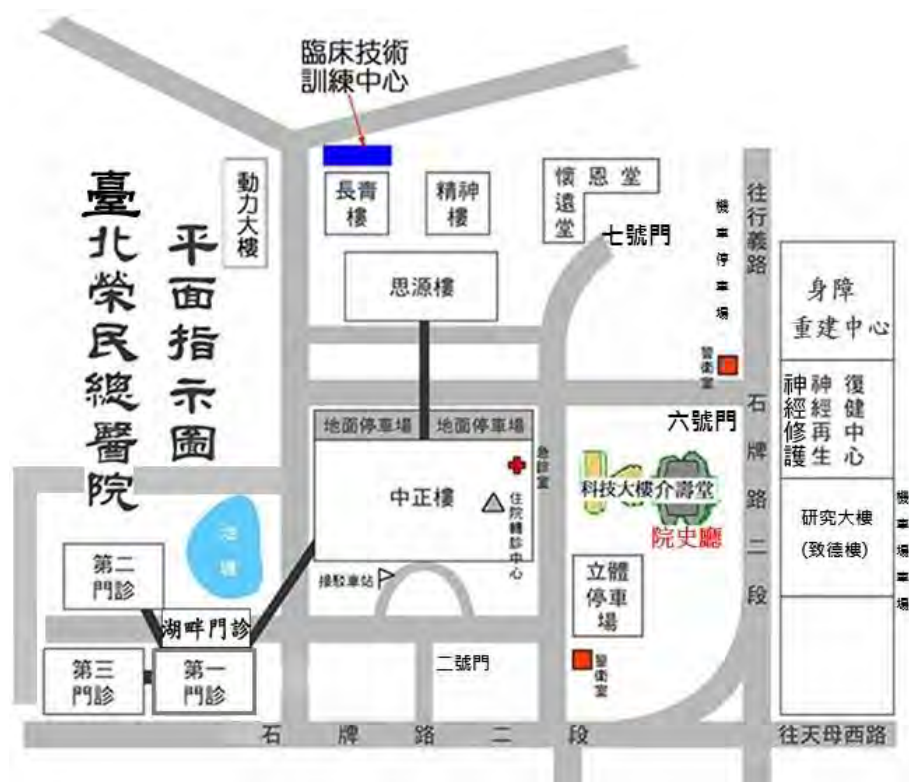 臺北榮民總醫院
平面指示圖
臨床技術
訓練中心
動力大樓
長青
樓
精神
樓
懷恩堂
遠
堂
七號門
機車停車場
往行義路
身障
重建中心
思源樓
警衛室
六號門
石牌路二段
復健中心
神經再生
神經修護
地面停車場
地面停車場
急診室
中正樓
住院轉診中心
科技大樓
介壽堂
院史廳
研究大樓
(致德樓)
機車停車場
第二
門診
接駁車站
立體
停車
場
湖畔門診
第三
門診
第一
門診
二號門
警衛室
石牌路二段
往天母西路